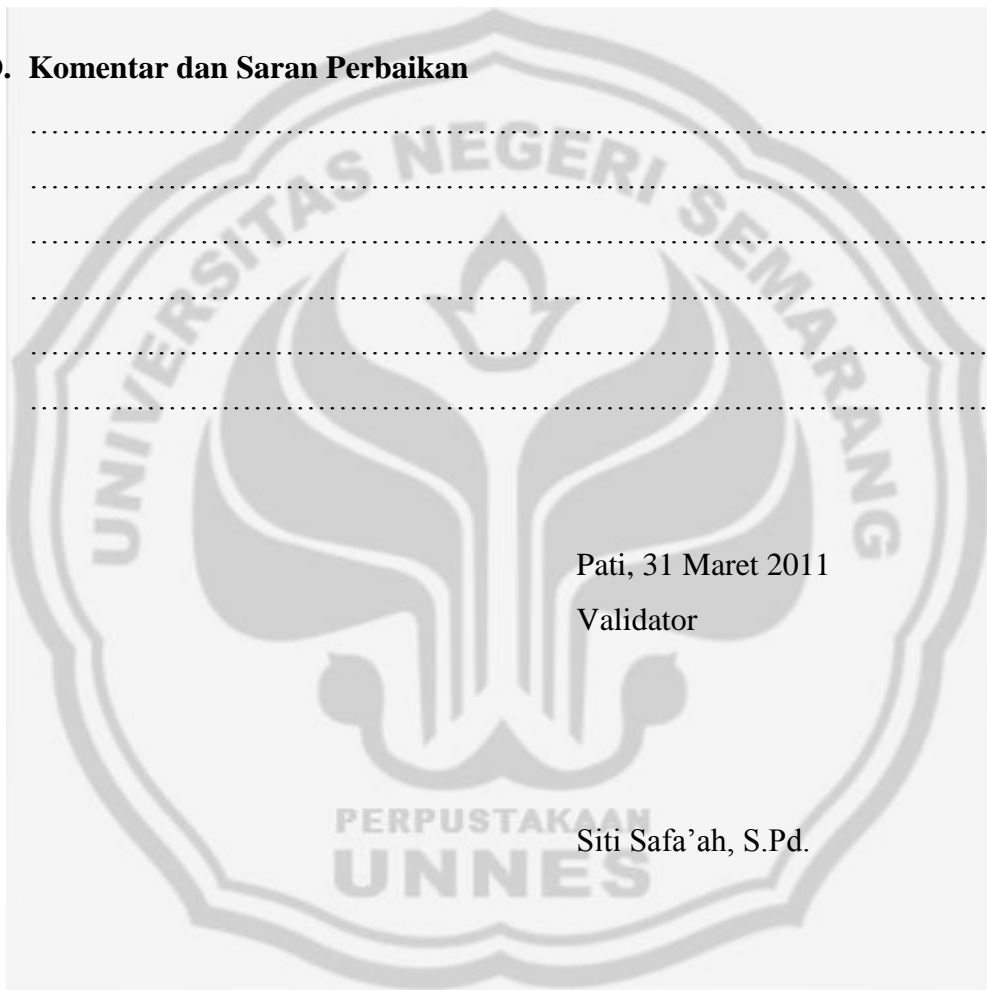 . Komentar dan Saran Perbaikan
……………………………………………………………………………
……………………………………………………………………………
……………………………………………………………………………
……………………………………………………………………………
……………………………………………………………………………
……………………………………………………………………………
UNIVERSITAS NEGERI SEMARANG
Pati, 31 Maret 2011
Validator
PERPUSTAKAAN
Siti Safa’ah, S.Pd.
UNNES